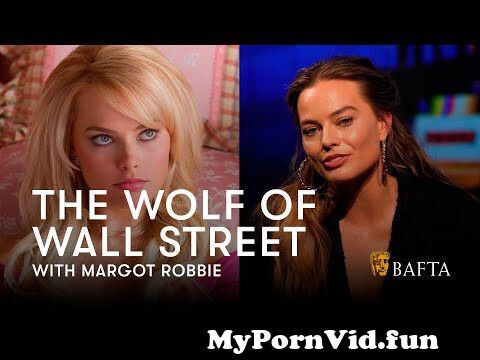 THE WOLF OF
WALL STREET
WITH MARGOT ROBBIE
BAFTA
MyPornVid.fun